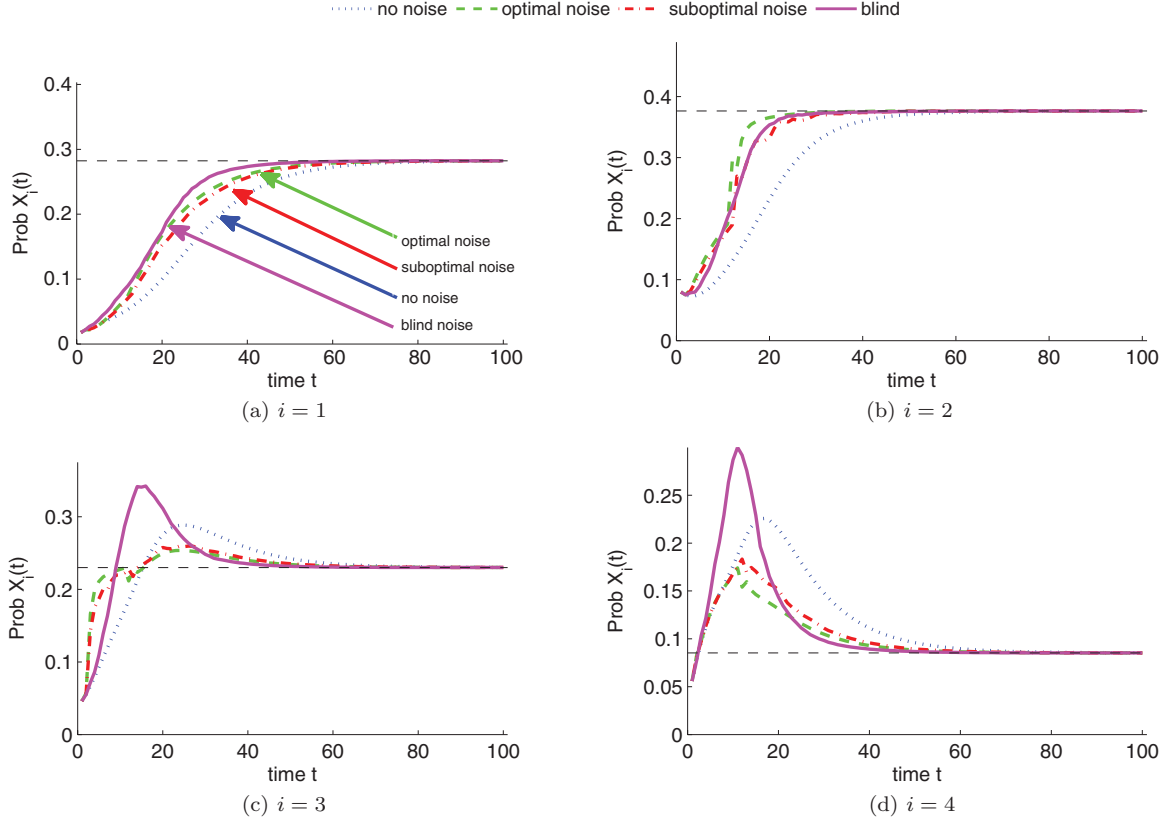 no noise optimal noise suboptimal noise blind
0.4
0.3
0.2
0.1
0
Prob X_i(t)
optimal noise
suboptimal noise
no noise
blind noise
0 20 40 60 80 100
time t
(a) i = 1
0.4
0.3
0.2
0.1
0
Prob X_i(t)
0 20 40 60 80 100
time t
(b) i = 2
0.3
0.2
0.1
0
Prob X_i(t)
0 20 40 60 80 100
time t
(c) i = 3
0.25
0.2
0.15
0.1
0.05
0
Prob X_i(t)
0 20 40 60 80 100
time t
(d) i = 4